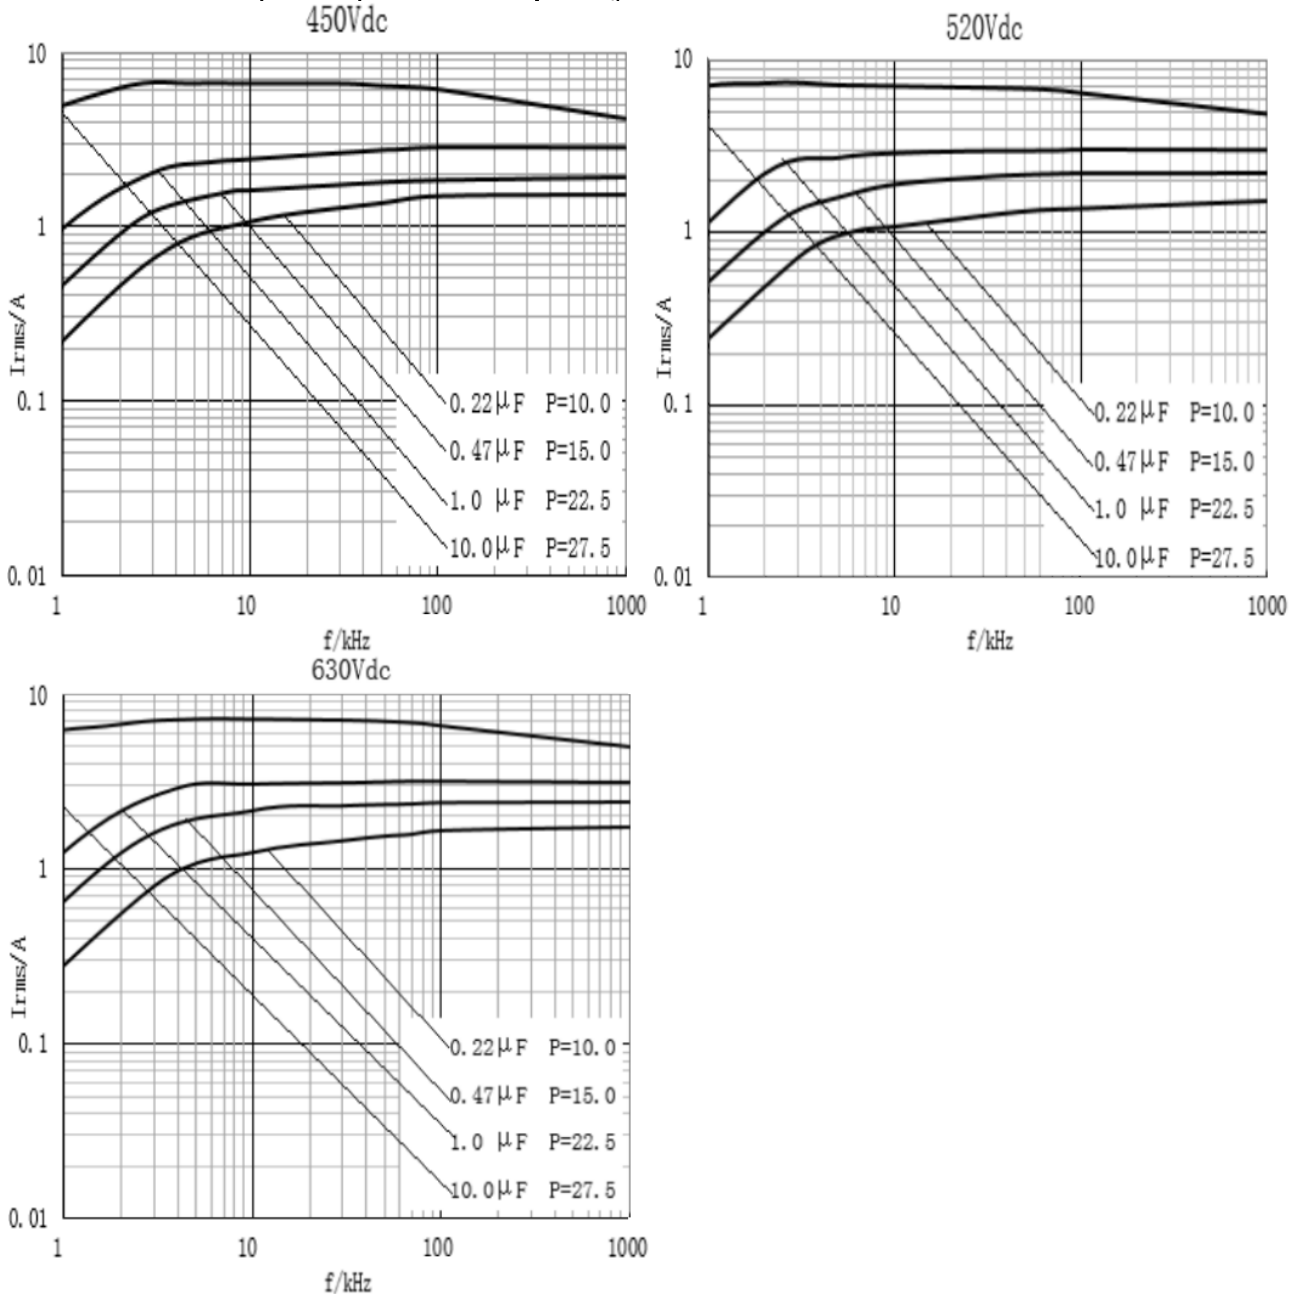 450Vdc
10
1
0.1
0.01
Irms/A
0.22μF P=10.0
0.47μF P=15.0
1.0 μF P=22.5
10.0μF P=27.5
1 10 100 1000
f/kHz
520Vdc
10
1
0.1
0.01
Irms/A
0.22μF P=10.0
0.47μF P=15.0
1.0 μF P=22.5
10.0μF P=27.5
1 10 100 1000
f/kHz
630Vdc
10
1
0.1
0.01
Irms/A
0.22μF P=10.0
0.47μF P=15.0
1.0 μF P=22.5
10.0μF P=27.5
1 10 100 1000
f/kHz